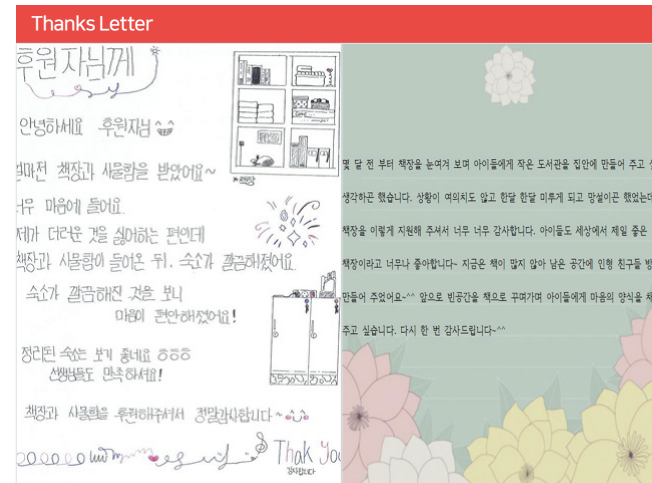 Thanks Letter
후원자님께
안녕하세요 후원자님
얼마전 책장과 사물함을 받았어요~
너무 마음에 들어요.
제가 더러운 것을 싫어하는 편인데
책장과 사물함이 들어온 뒤, 숙소가 깔끔해졌어요.
숙소가 깔끔해진 것을 보니
마음이 편안해졌어요!
정리된 숙소는 보기 좋네요 ㅎㅎㅎ
선생님들도 만족하셔요!
책장과 사물함을 후원해주셔서 정말감사합니다~
Thank You
감사합니다
몇 달 전 부터 책장을 눈여겨 보며 아이들에게 작은 도서관을 집안에 만들어 주고
생각하곤 했습니다. 상황이 여의치도 않고 한달 한달 미루게 되고 망설이곤 했었는데
책장을 이렇게 지원해 주셔서 너무 너무 감사합니다. 아이들도 세상에서 제일 좋은
책장이라고 너무나 좋아합니다~ 지금은 책이 많지 않아 남은 공간에 인형 친구들
만들어 주었어요~^^ 앞으로 빈공간을 책으로 꾸며가며 아이들에게 마음의 양식을
주고 싶습니다. 다시 한 번 감사드립니다~^^